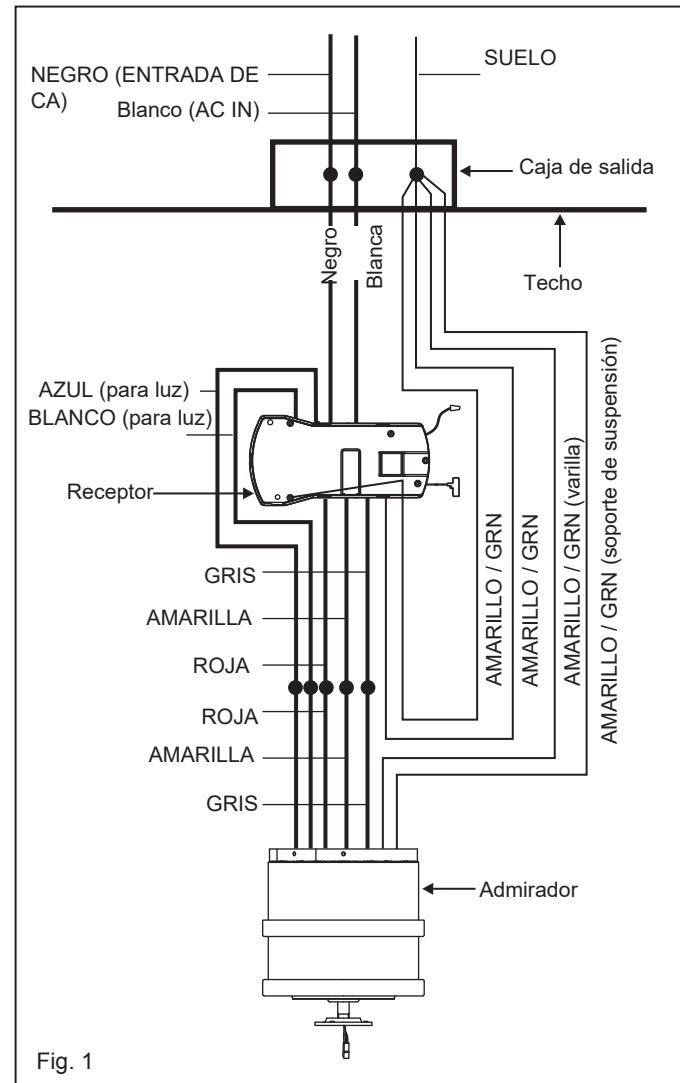 NEGRO (ENTRADA DE
CA)
Blanco (AC IN)
SUELO
Caja de salida
Techo
Negro
Blanca
AZUL (para luz)
BLANCO (para luz)
Receptor
GRIS
AMARILLA
ROJA
ROJA
AMARILLA
GRIS
AMARILLO / GRN
AMARILLO / GRN
AMARILLO / GRN (varilla)
AMARILLO / GRN (soporte de suspensión)
Admirador
Fig. 1